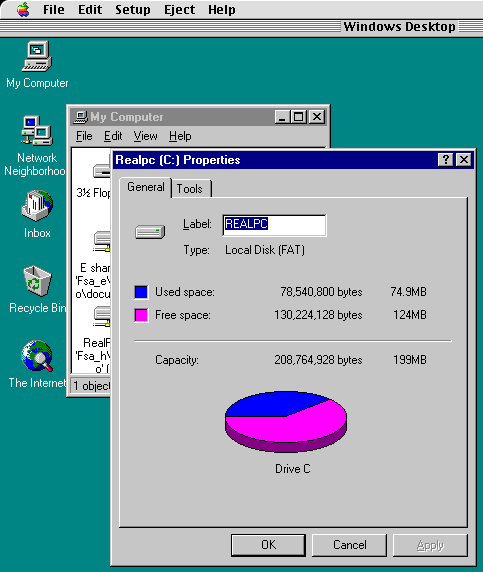 File Edit Setup Eject Help
Windows Desktop
My Computer
Network
Neighborhoo
Inbox
Recycle Bin
The Internet
My Computer
File Edit View Help
3½ Flop
E shar
'Fsa_e\
o\docu
RealP
'Fsa_h\
o' (
1 object
Realpc (C:) Properties
General Tools
Label: REALPC
Type: Local Disk (FAT)
Used space: 78,540,800 bytes 74.9MB
Free space: 130,224,128 bytes 124MB
Capacity: 208,764,928 bytes 199MB
Drive C
OK Cancel Apply